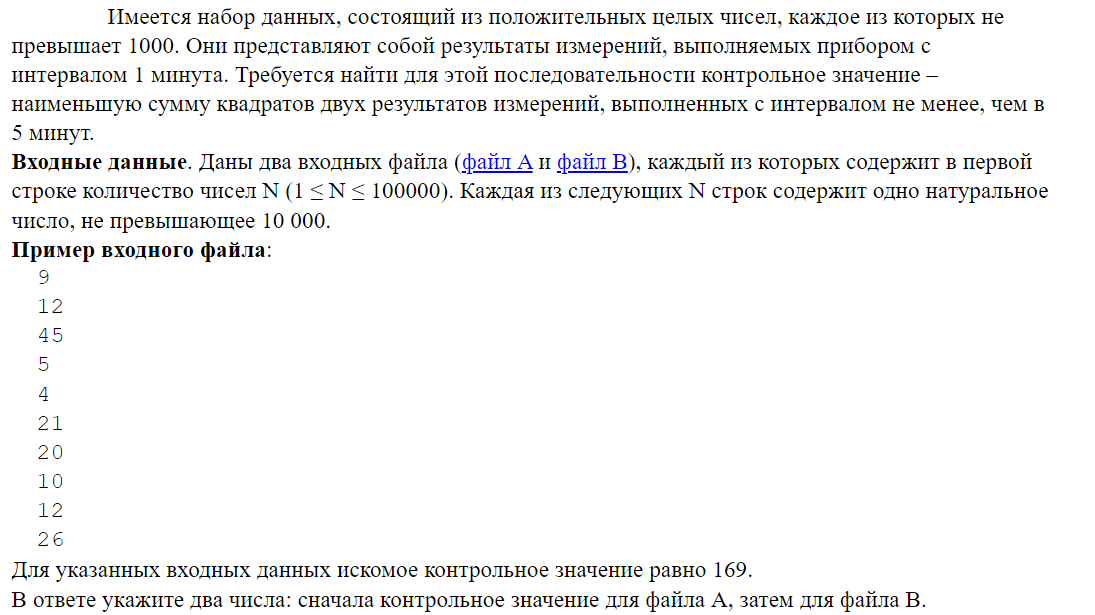 Имеется набор данных, состоящий из положительных целых чисел, каждое из которых не
превышает 1000. Они представляют собой результаты измерений, выполняемых прибором с
интервалом 1 минута. Требуется найти для этой последовательности контрольное значение –
наименьшую сумму квадратов двух результатов измерений, выполненных с интервалом не менее, чем в
5 минут.
Входные данные. Даны два входных файла (файл A и файл B), каждый из которых содержит в первой
строке количество чисел N (1 ≤ N ≤ 100000). Каждая из следующих N строк содержит одно натуральное
число, не превышающее 10 000.
Пример входного файла:
9
12
45
5
4
21
20
10
12
26
Для указанных входных данных искомое контрольное значение равно 169.
В ответе укажите два числа: сначала контрольное значение для файла А, затем для файла B.